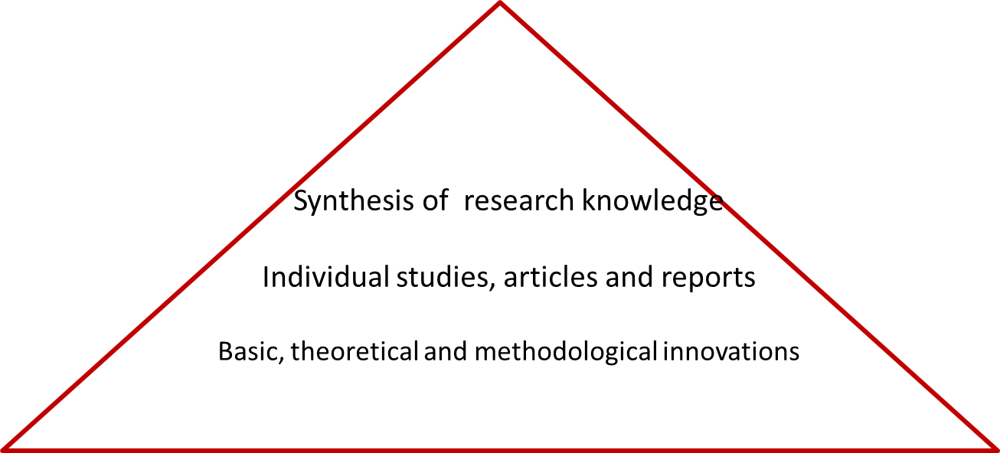 Synthesis of  research knowledge
Individual studies, articles and reports
Basic, theoretical and methodological innovations